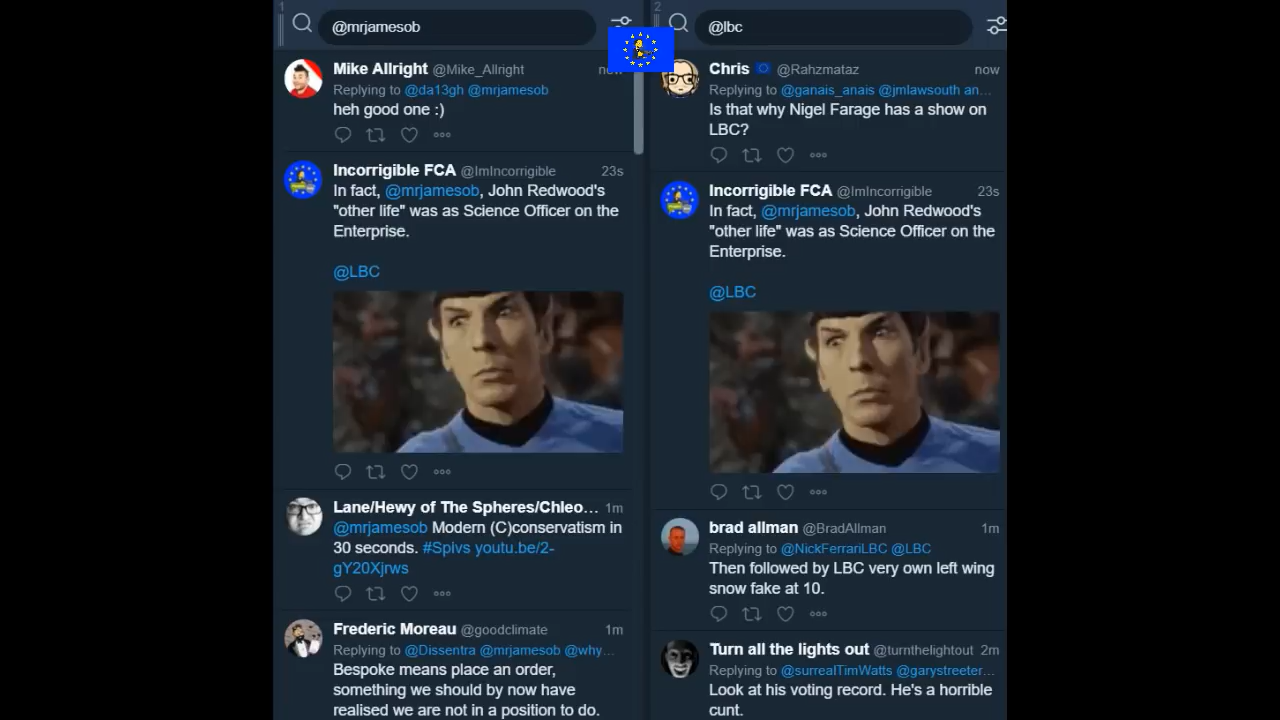 1
@mrjamesob
Mike Allright @Mike_Allright now
Replying to @da13gh @mrjamesob
heh good one :)
Incorrigible FCA @ImIncorrigible 23s
In fact, @mrjamesob, John Redwood's
"other life" was as Science Officer on the
Enterprise.
@LBC
Lane/Hewy of The Spheres/Chleo… 1m
@mrjamesob Modern (C)conservatism in
30 seconds. #Spivs youtu.be/2-
gY20Xjrws
Frederic Moreau @goodclimate 1m
Replying to @Dissentra @mrjamesob @why…
Bespoke means place an order,
something we should by now have
realised we are not in a position to do.
2
@lbc
Chris @Rahzmataz now
Replying to @ganais_anais @jmlawsouth an…
Is that why Nigel Farage has a show on
LBC?
Incorrigible FCA @ImIncorrigible 23s
In fact, @mrjamesob, John Redwood's
"other life" was as Science Officer on the
Enterprise.
@LBC
brad allman @BradAllman 1m
Replying to @NickFerrariLBC @LBC
Then followed by LBC very own left wing
snow fake at 10.
Turn all the lights out @turnthelightout 2m
Replying to @surrealTimWatts @garystreeter…
Look at his voting record. He's a horrible
cunt.